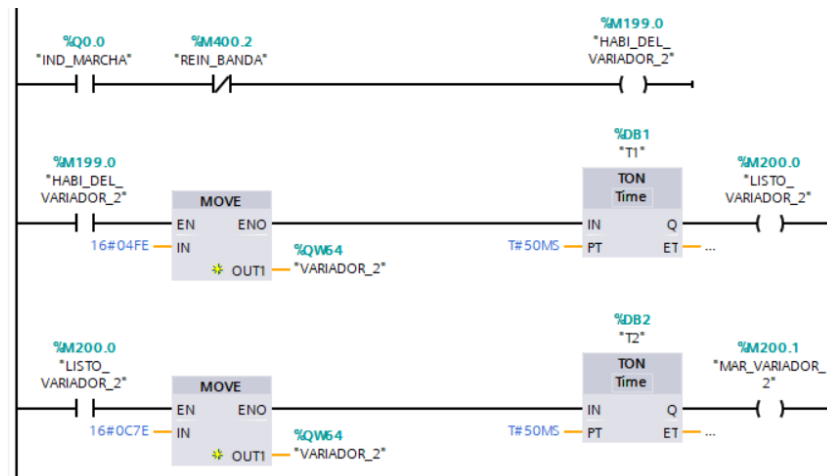 %Q0.0
"IND_MARCHA"
%M400.2
"REIN_BANDA"
%M199.0
"HABI_DEL_
VARIADOR_2"
%M199.0
"HABI_DEL_
VARIADOR_2"
MOVE
EN ENO
16#04FE IN
OUT1
%QW64
"VARIADOR_2"
%DB1
"T1"
TON
Time
IN Q
T#50MS PT ET ...
%M200.0
"LISTO_
VARIADOR_2"
%M200.0
"LISTO_
VARIADOR_2"
MOVE
EN ENO
16#0C7E IN
OUT1
%QW64
"VARIADOR_2"
%DB2
"T2"
TON
Time
IN Q
T#50MS PT ET ...
%M200.1
"MAR_VARIADOR_
2"